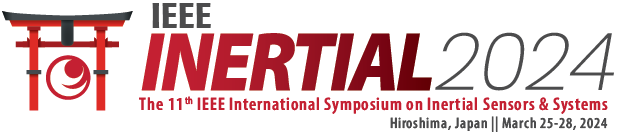 IEEE
INERTIAL2024
The 11th IEEE International Symposium on Inertial Sensors & Systems
Hiroshima, Japan || March 25-28, 2024